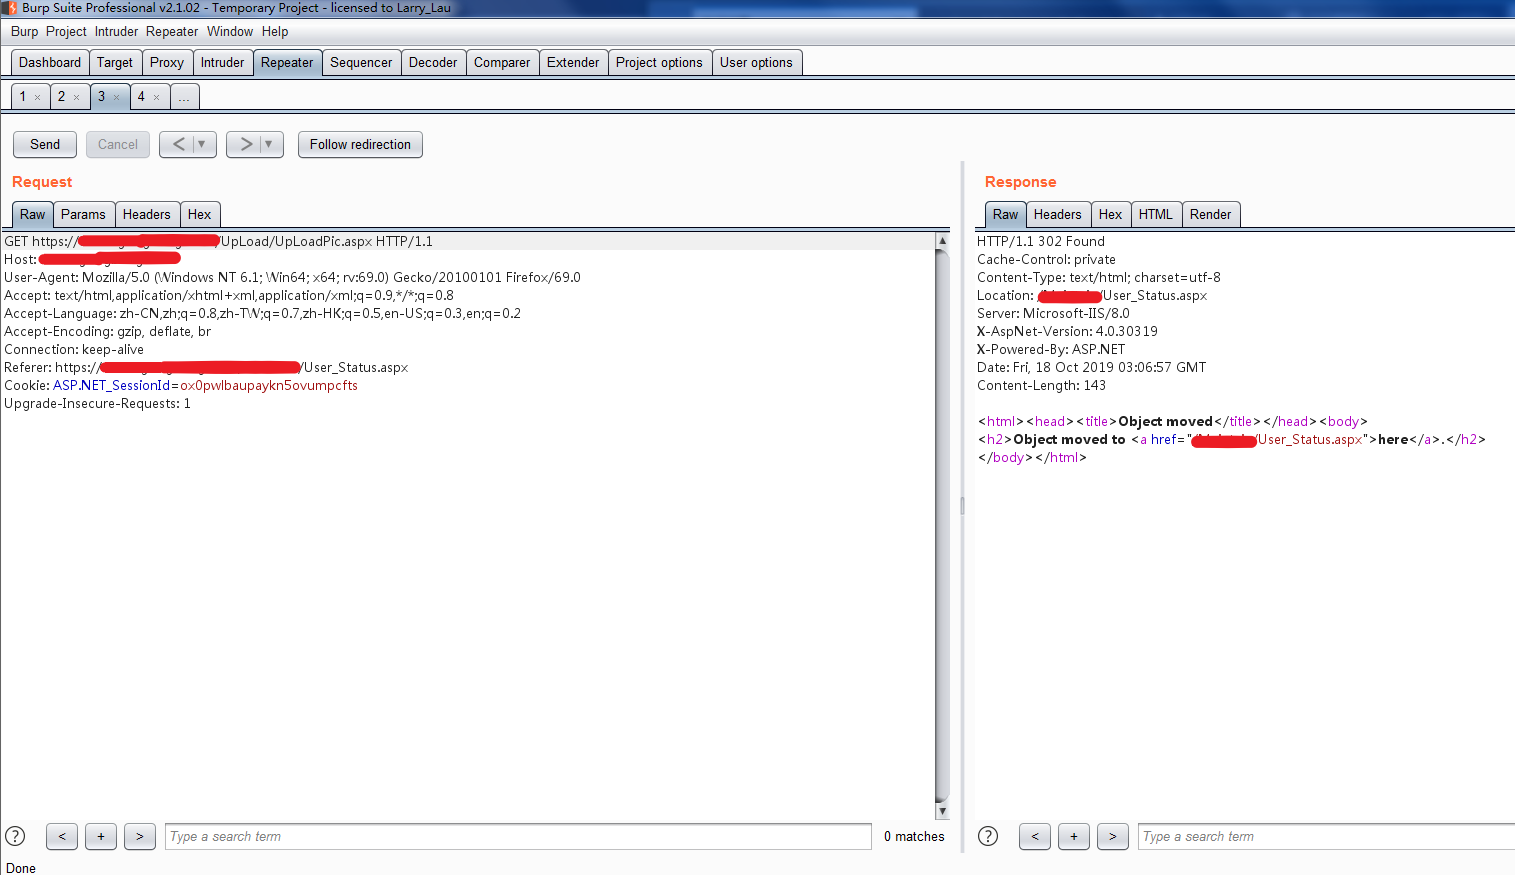 Burp Suite Professional v2.1.02 - Temporary Project - licensed to Larry_Lau
Burp Project Intruder Repeater Window Help
Dashboard Target Proxy Intruder Repeater Sequencer Decoder Comparer Extender Project options User options
1 × 2 × 3 × 4 × ...
Send Cancel < ▼ > ▼ Follow redirection
Request
Raw Params Headers Hex
GET https:///UpLoad/UpLoadPic.aspx HTTP/1.1
Host:
User-Agent: Mozilla/5.0 (Windows NT 6.1; Win64; x64; rv:69.0) Gecko/20100101 Firefox/69.0
Accept: text/html,application/xhtml+xml,application/xml;q=0.9,*/*;q=0.8
Accept-Language: zh-CN,zh;q=0.8,zh-TW;q=0.7,zh-HK;q=0.5,en-US;q=0.3,en;q=0.2
Accept-Encoding: gzip, deflate, br
Connection: keep-alive
Referer: https:///User_Status.aspx
Cookie: ASP.NET_SessionId=ox0pwlbaupaykn5ovumpcfts
Upgrade-Insecure-Requests: 1
? < + > Type a search term 0 matches
Response
Raw Headers Hex HTML Render
HTTP/1.1 302 Found
Cache-Control: private
Content-Type: text/html; charset=utf-8
Location: /User_Status.aspx
Server: Microsoft-IIS/8.0
X-AspNet-Version: 4.0.30319
X-Powered-By: ASP.NET
Date: Fri, 18 Oct 2019 03:06:57 GMT
Content-Length: 143
<html><head><title>Object moved</title></head><body>
<h2>Object moved to <a href="/User_Status.aspx">here</a>.</h2>
</body></html>
? < + > Type a search term
Done